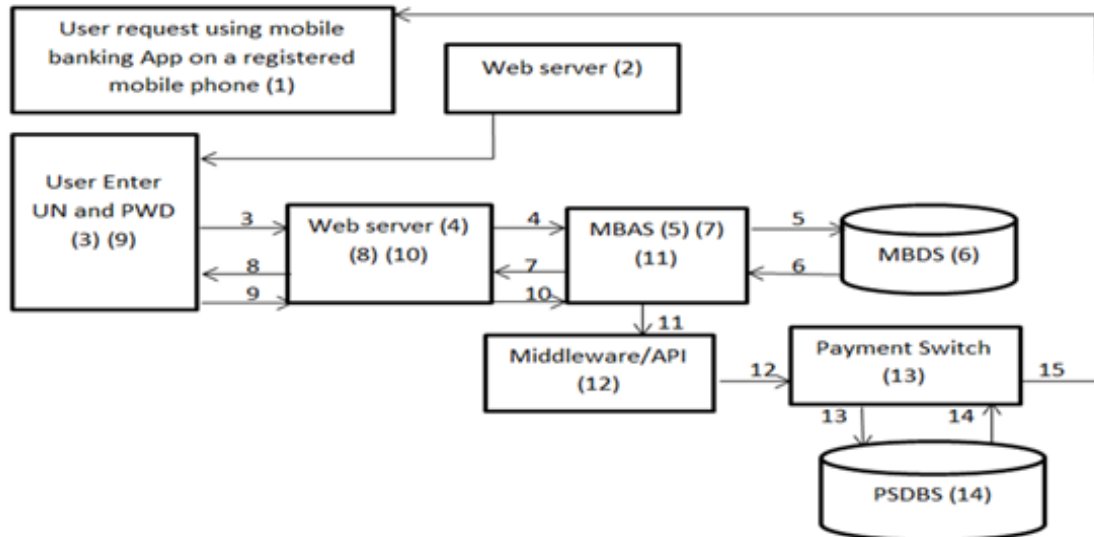 User request using mobile
banking App on a registered
mobile phone (1)
Web server (2)
User Enter
UN and PWD
(3) (9)
3
8
9
Web server (4)
(8) (10)
4
7
10
MBAS (5) (7)
(11)
5
6
MBDS (6)
11
Middleware/API
(12)
12
Payment Switch
(13)
15
13
14
PSDBS (14)